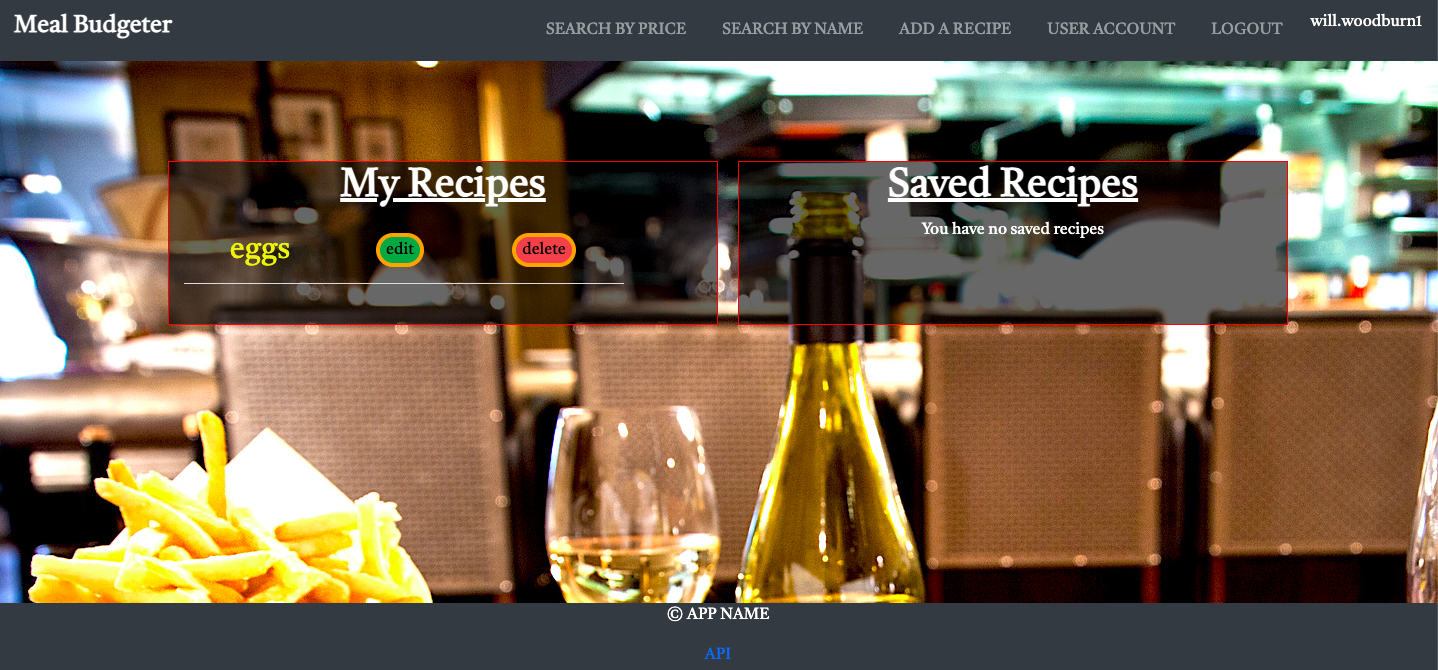 Meal Budgeter
SEARCH BY PRICE SEARCH BY NAME ADD A RECIPE USER ACCOUNT LOGOUT will.woodburn1
My Recipes
eggs edit delete
Saved Recipes
You have no saved recipes
© APP NAME
API